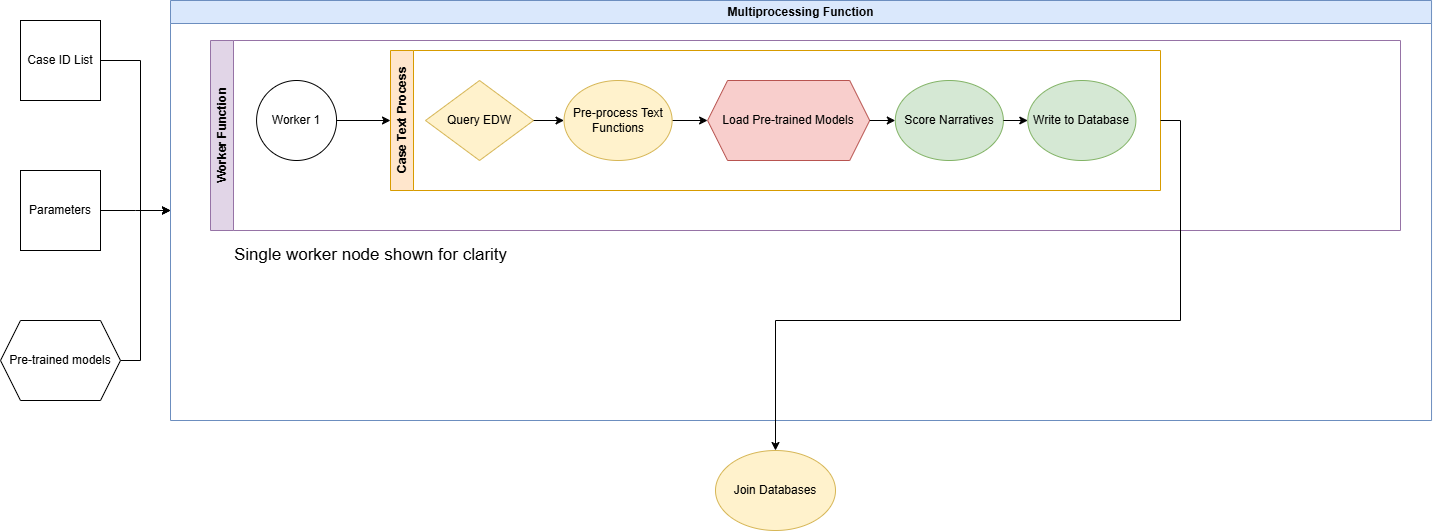 Multiprocessing Function
Case ID List
Parameters
Pre-trained models
Worker Function
Worker 1
Case Text Process
Query EDW
Pre-process Text
Functions
Load Pre-trained Models
Score Narratives
Write to Database
Single worker node shown for clarity
Join Databases